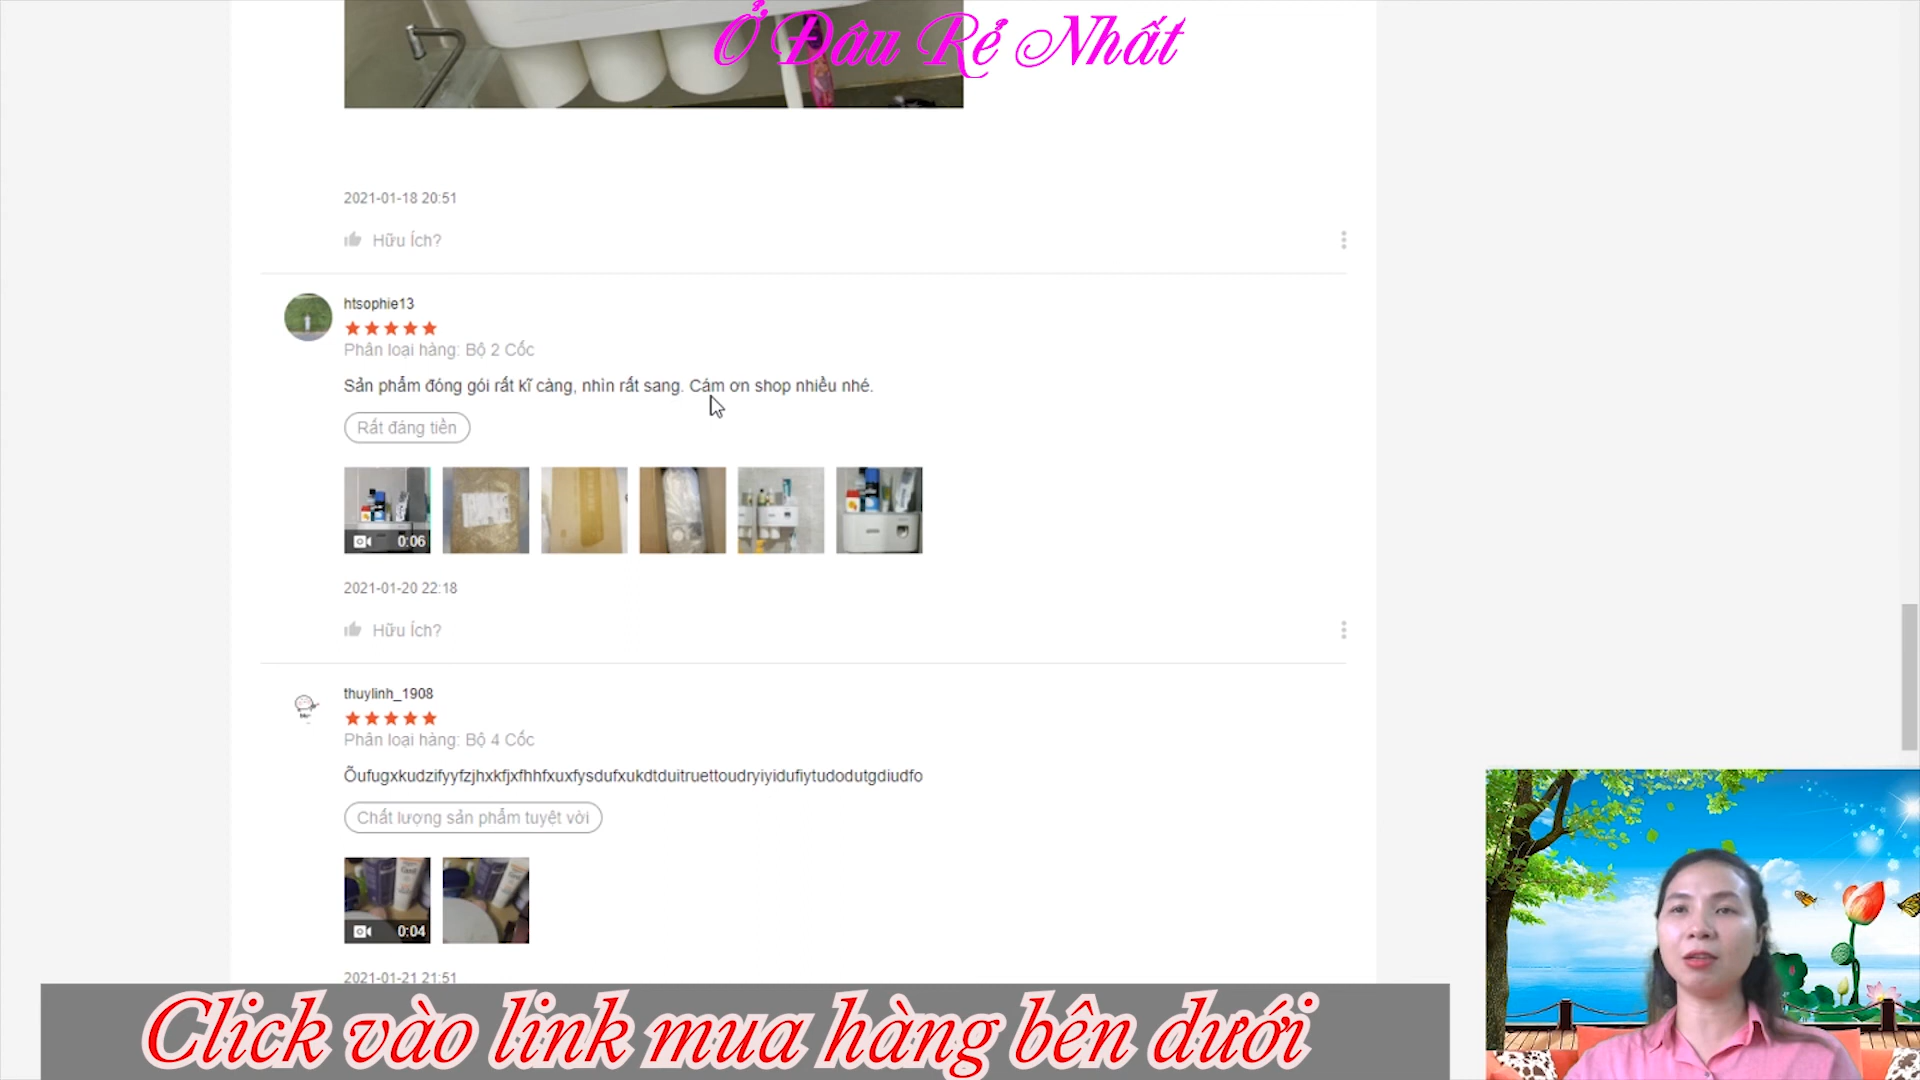 Ở Đâu Rẻ Nhất
2021-01-18 20:51
Hữu Ích?
htsophie13
Phân loại hàng: Bộ 2 Cốc
Sản phẩm đóng gói rất kĩ càng, nhìn rất sang. Cám ơn shop nhiều nhé.
Rất đáng tiền
0:06
2021-01-20 22:18
Hữu Ích?
thuylinh_1908
Phân loại hàng: Bộ 4 Cốc
Õufugxkudzifyyfzjhxkfjxfhhfxuxfysdufxukdtduitruettoudryiyidufiytudodutgdiudfo
Chất lượng sản phẩm tuyệt vời
0:04
2021-01-21 21:51
Click vào link mua hàng bên dưới